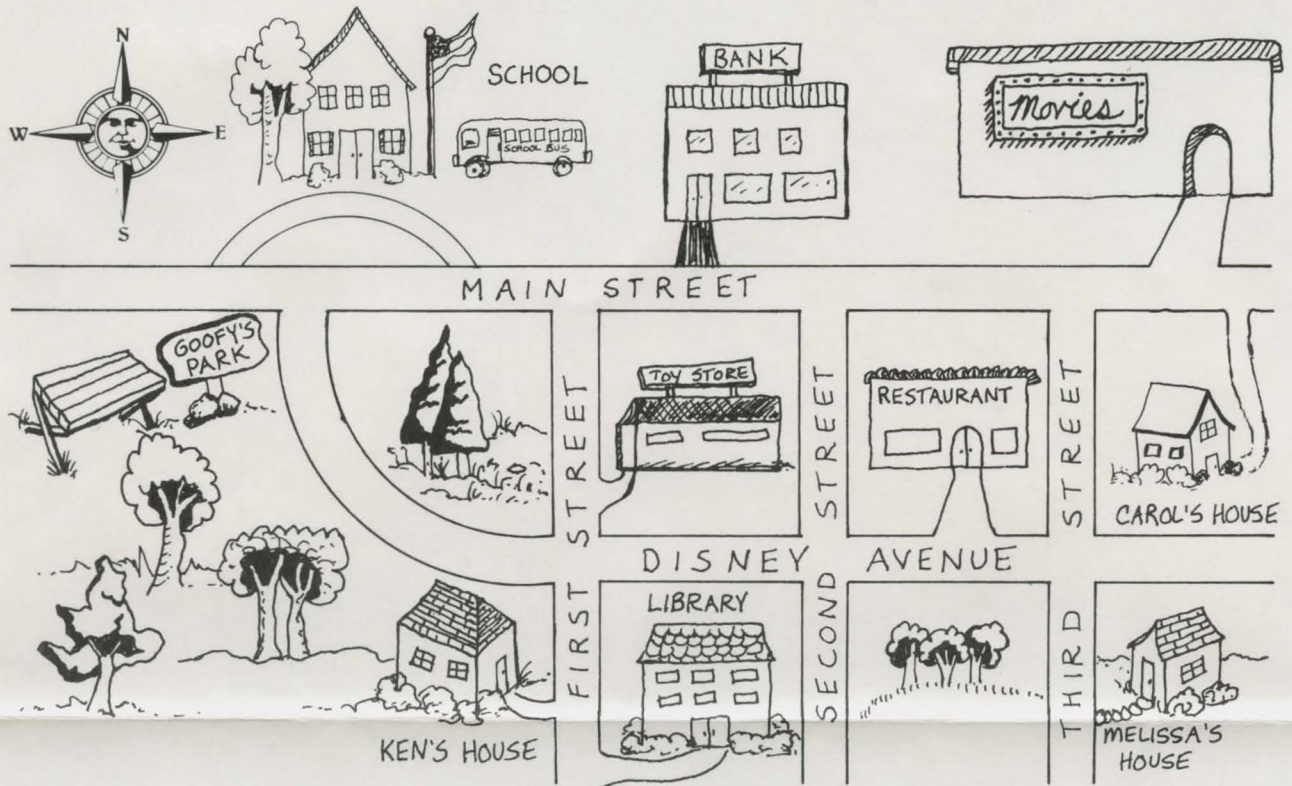 N
W
E
S
SCHOOL
SCHOOL BUS
BANK
Movies
MAIN STREET
GOOFY'S
PARK
TOY STORE
RESTAURANT
CAROL'S HOUSE
FIRST STREET
SECOND STREET
THIRD STREET
DISNEY AVENUE
LIBRARY
KEN'S HOUSE
MELISSA'S
HOUSE